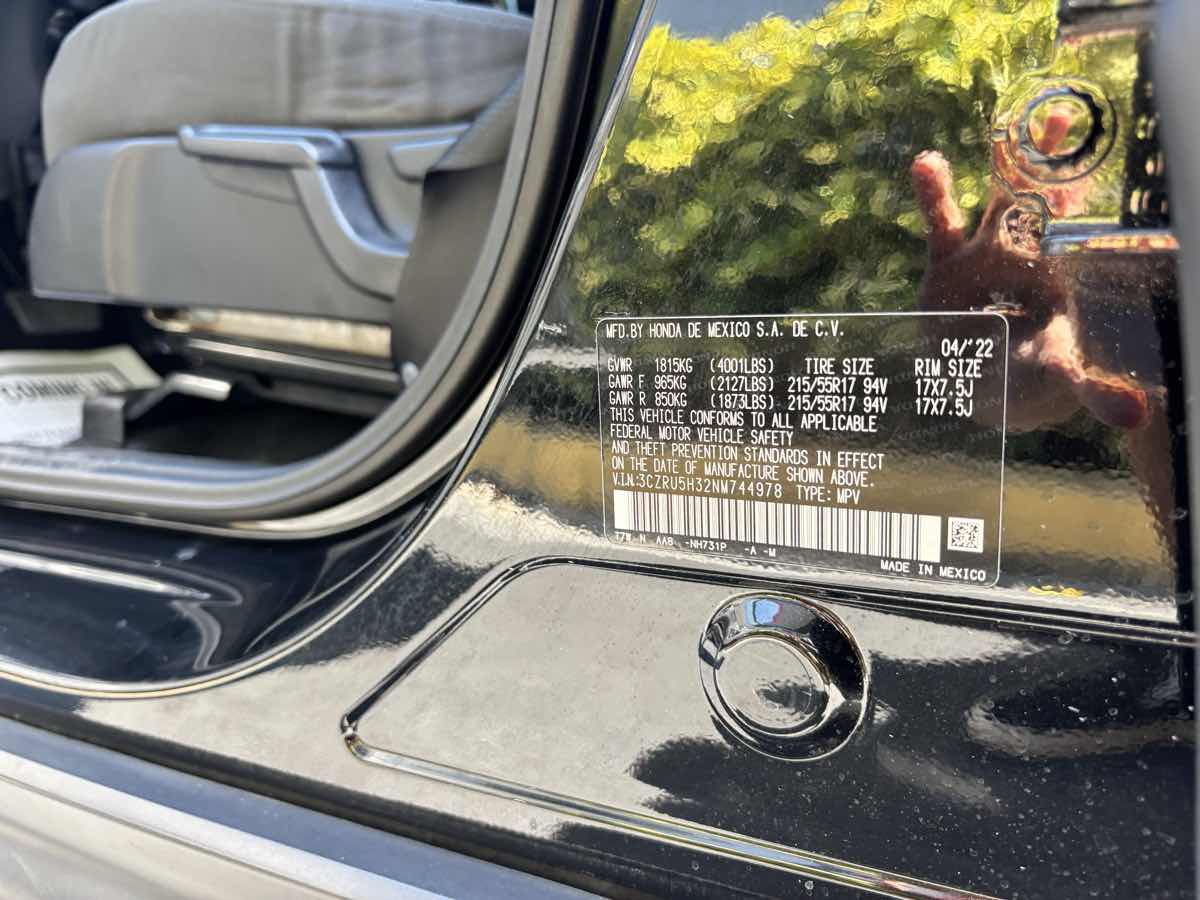 COMING IN
MFD.BY HONDA DE MEXICO S.A. DE C.V.
04/'22
GVWR 1815KG (4001LBS) TIRE SIZE RIM SIZE
GAWR F 965KG (2127LBS) 215/55R17 94V 17X7.5J
GAWR R 850KG (1873LBS) 215/55R17 94V 17X7.5J
THIS VEHICLE CONFORMS TO ALL APPLICABLE
FEDERAL MOTOR VEHICLE SAFETY
AND THEFT PREVENTION STANDARDS IN EFFECT
ON THE DATE OF MANUFACTURE SHOWN ABOVE.
V.I.N:3CZRU5H32NM744978 TYPE: MPV
T7W N AA8 -NH731P -A -M
MADE IN MEXICO